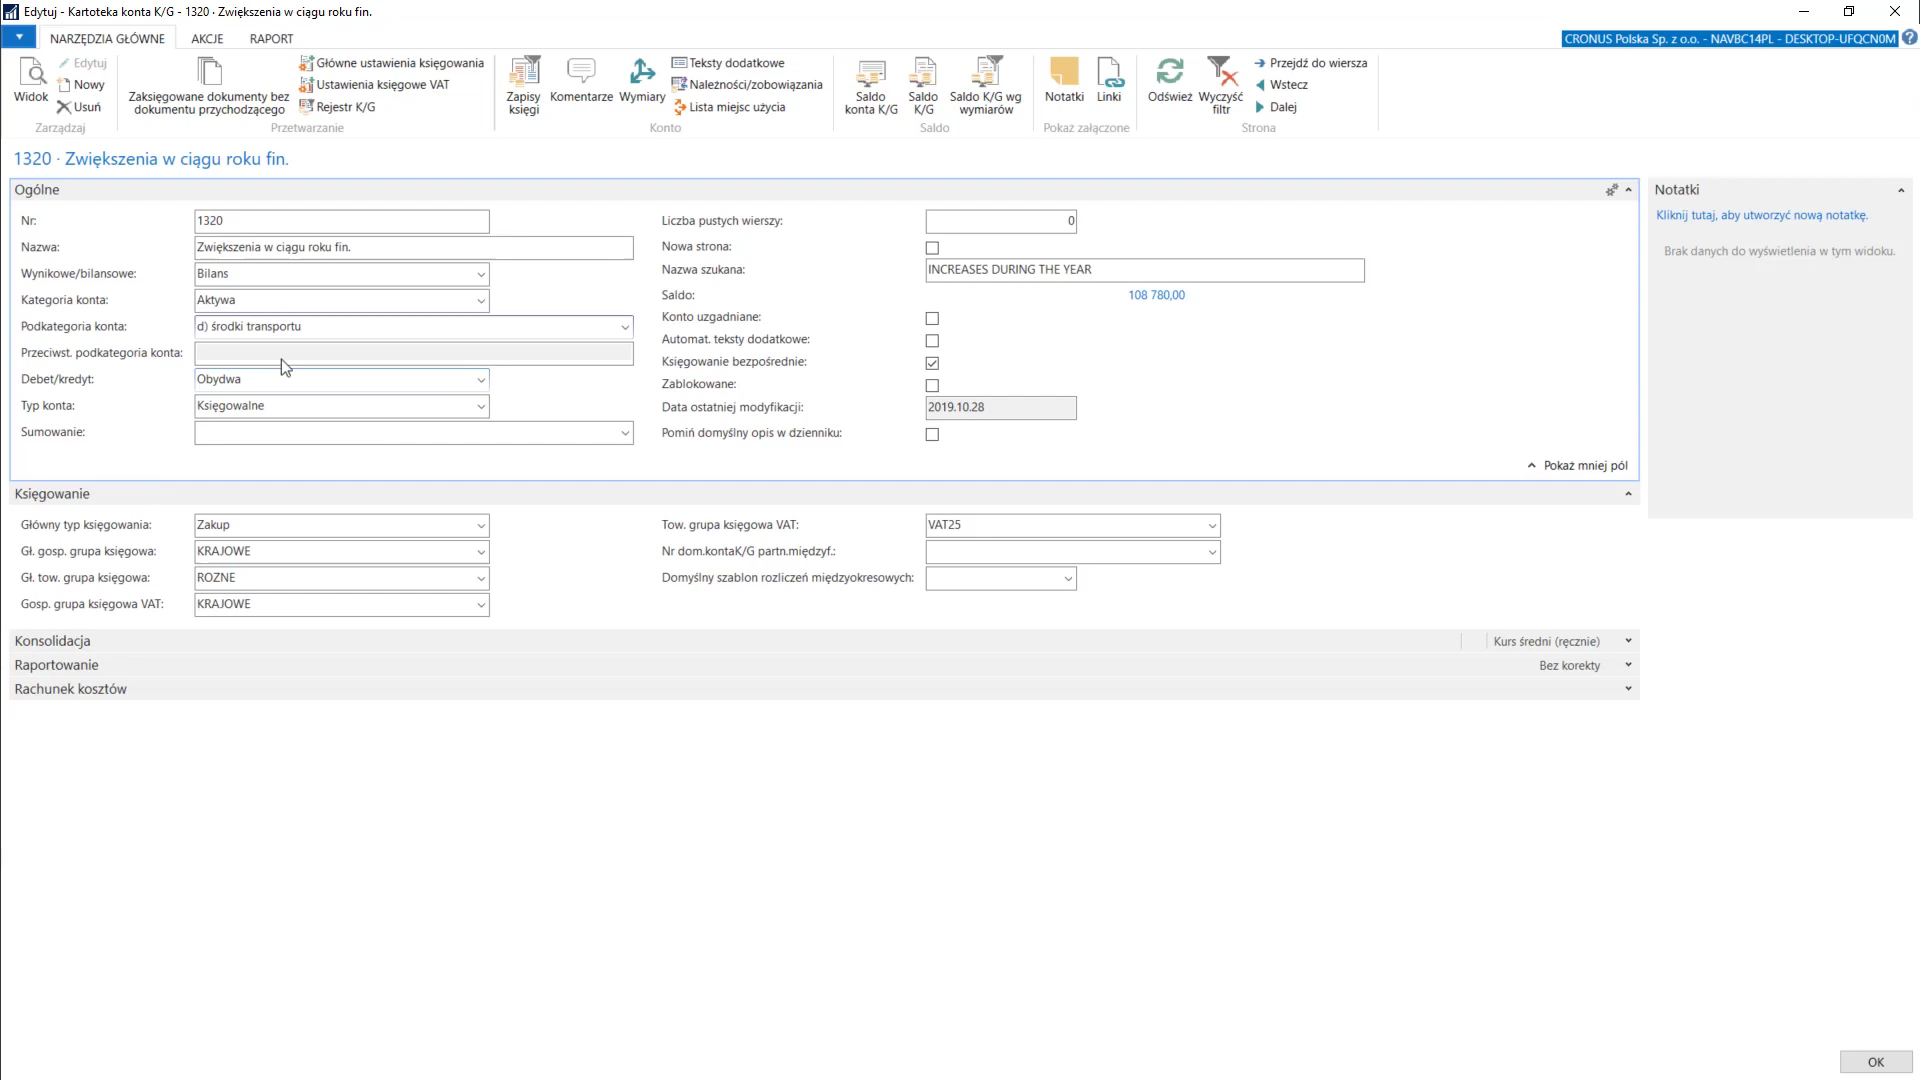 Edytuj - Kartoteka konta K/G - 1320 · Zwiększenia w ciągu roku fin.
NARZĘDZIA GŁÓWNE AKCJE RAPORT
CRONUS Polska Sp. z o.o. - NAVBC14PL - DESKTOP-UFQCN0M
Widok
Edytuj
Nowy
Usuń
Zarządzaj
Zaksięgowane dokumenty bez
dokumentu przychodzącego
Główne ustawienia księgowania
Ustawienia księgowe VAT
Rejestr K/G
Przetwarzanie
Zapisy
księgi
Komentarze
Wymiary
Teksty dodatkowe
Należności/zobowiązania
Lista miejsc użycia
Konto
Saldo
konta K/G
Saldo
K/G
Saldo K/G wg
wymiarów
Saldo
Notatki
Linki
Pokaż załączone
Odśwież
Wyczyść
filtr
Przejdź do wiersza
Wstecz
Dalej
Strona
1320 · Zwiększenia w ciągu roku fin.
Ogólne
Nr: 1320
Nazwa: Zwiększenia w ciągu roku fin.
Wynikowe/bilansowe: Bilans
Kategoria konta: Aktywa
Podkategoria konta: d) środki transportu
Przeciwst. podkategoria konta:
Debet/kredyt: Obydwa
Typ konta: Księgowalne
Sumowanie:
Liczba pustych wierszy: 0
Nowa strona:
Nazwa szukana: INCREASES DURING THE YEAR
Saldo: 108 780,00
Konto uzgadniane:
Automat. teksty dodatkowe:
Księgowanie bezpośrednie:
Zablokowane:
Data ostatniej modyfikacji: 2019.10.28
Pomiń domyślny opis w dzienniku:
Pokaż mniej pól
Księgowanie
Główny typ księgowania: Zakup
Gł. gosp. grupa księgowa: KRAJOWE
Gł. tow. grupa księgowa: ROZNE
Gosp. grupa księgowa VAT: KRAJOWE
Tow. grupa księgowa VAT: VAT25
Nr dom.kontaK/G partn.międzyf.:
Domyślny szablon rozliczeń międzyokresowych:
Konsolidacja Kurs średni (ręcznie)
Raportowanie Bez korekty
Rachunek kosztów
Notatki
Kliknij tutaj, aby utworzyć nową notatkę.
Brak danych do wyświetlenia w tym widoku.
OK